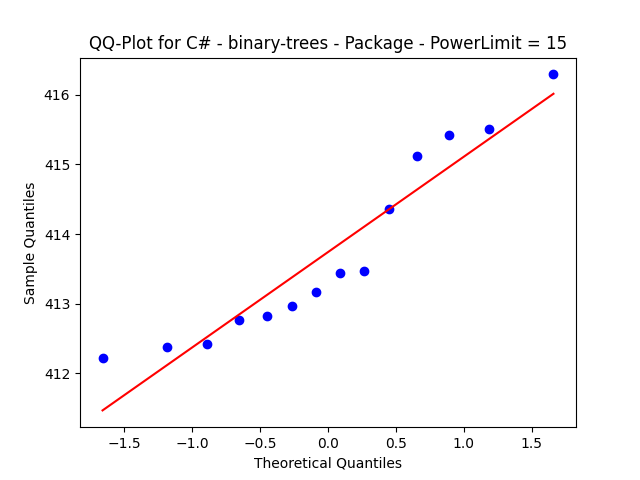 QQ-Plot for C# - binary-trees - Package - PowerLimit = 15
416
415
414
413
412
Sample Quantiles
−1.5 −1.0 −0.5 0.0 0.5 1.0 1.5
Theoretical Quantiles